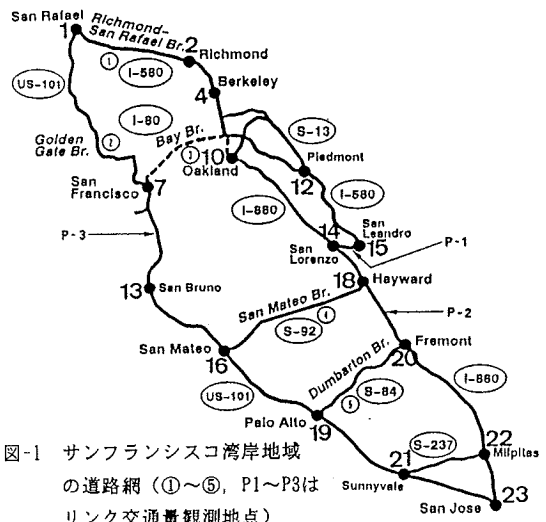 San Rafael
1
Richmond-
San Rafael Br.
2
Richmond
①
I-580
4
Berkeley
US-101
I-80
Bay Br.
S-13
Golden
Gate Br.
②
③
10
Oakland
Piedmont
12
San
Francisco
7
I-880
I-580
P-3
14
San
Lorenzo
San
Leandro
15
P-1
13
San Bruno
18
Hayward
San Mateo Br.
S-92
④
P-2
San Mateo
16
Dumbarton Br.
Fremont
20
US-101
S-84
⑤
I-880
Palo Alto
19
S-237
22
Milpitas
21
Sunnyvale
San Jose
23
図-1 サンフランシスコ湾岸地域
の道路網(①~⑤, P1~P3は
リンク交通量観測地点)